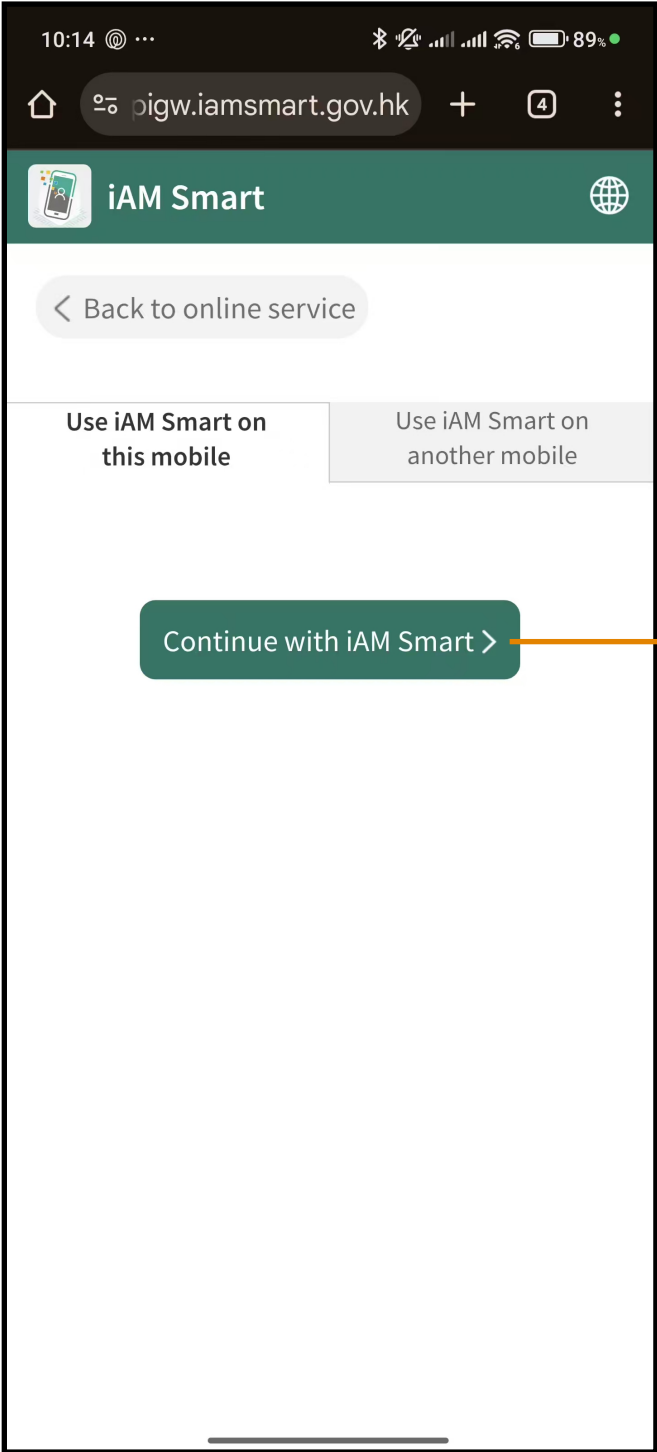 10:14 ... 89%
pigw.iamsmart.gov.hk 4
iAM Smart
Back to online service
Use iAM Smart on
this mobile
Use iAM Smart on
another mobile
Continue with iAM Smart >